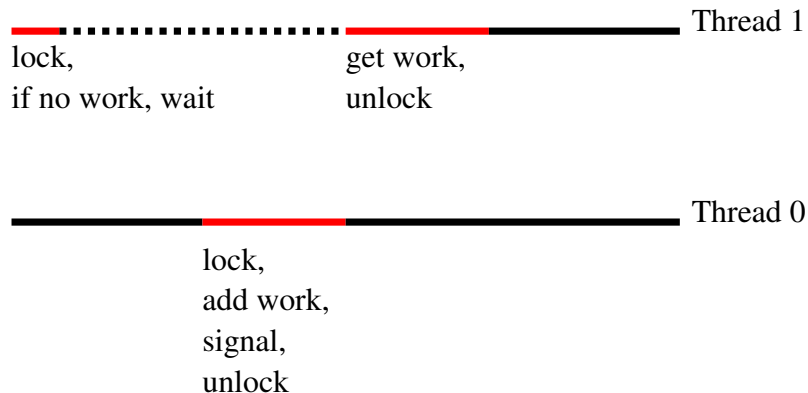 Thread 1
lock,
if no work, wait
get work,
unlock
Thread 0
lock,
add work,
signal,
unlock